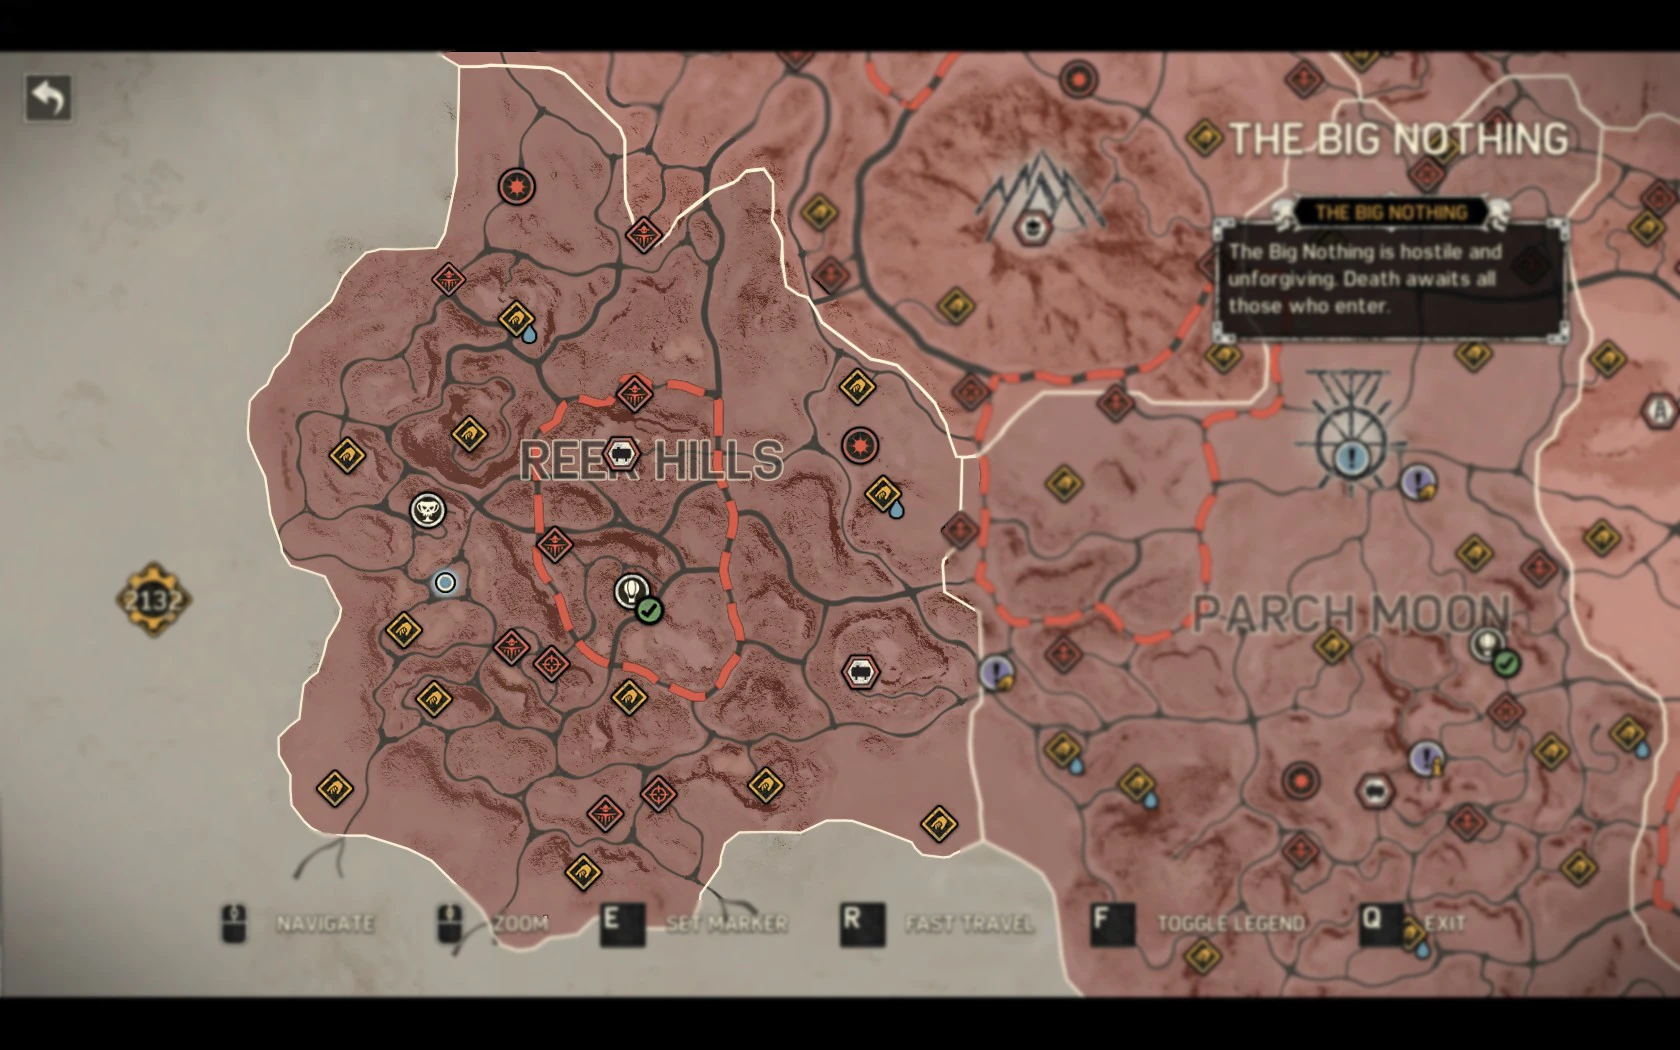 THE BIG NOTHING
THE BIG NOTHING
The Big Nothing is hostile and
unforgiving. Death awaits all
those who enter.
A
REEK HILLS
2132
PARCH MOON
NAVIGATE
ZOOM
E SET MARKER
R FAST TRAVEL
F TOGGLE LEGEND
Q EXIT